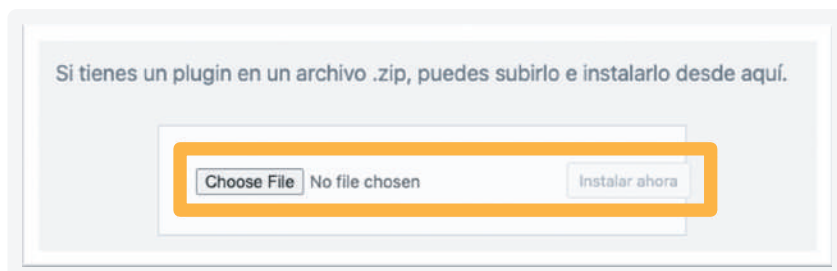 Si tienes un plugin en un archivo .zip, puedes subirlo e instalarlo desde aquí.
Choose File No file chosen Instalar ahora